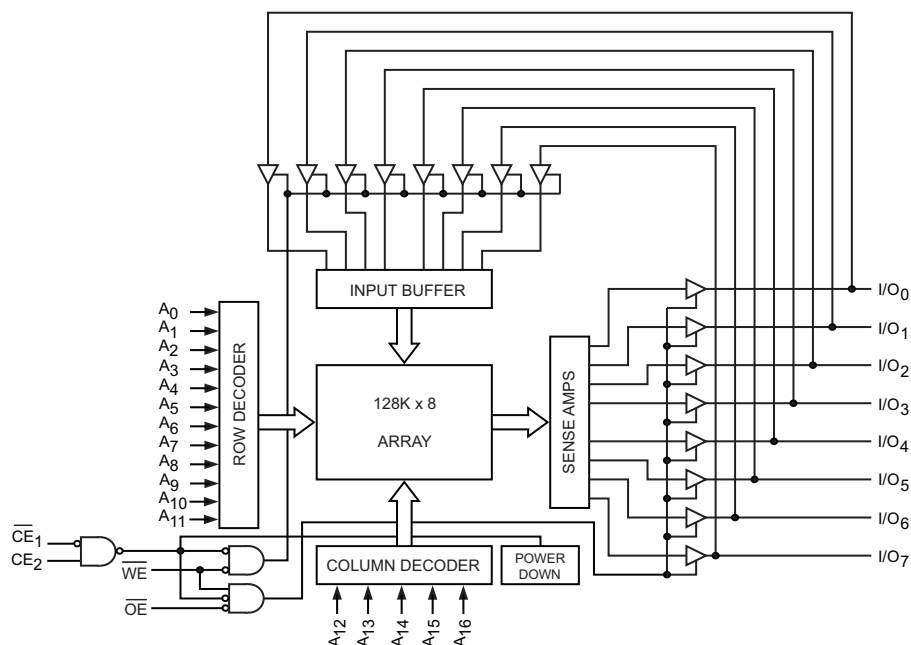 INPUT BUFFER
A0
A1
A2
A3
A4
A5
A6
A7
A8
A9
A10
A11
ROW DECODER
128K x 8
ARRAY
SENSE AMPS
I/O0
I/O1
I/O2
I/O3
I/O4
I/O5
I/O6
I/O7
CE1
CE2
WE
OE
COLUMN DECODER
POWER
DOWN
A12
A13
A14
A15
A16